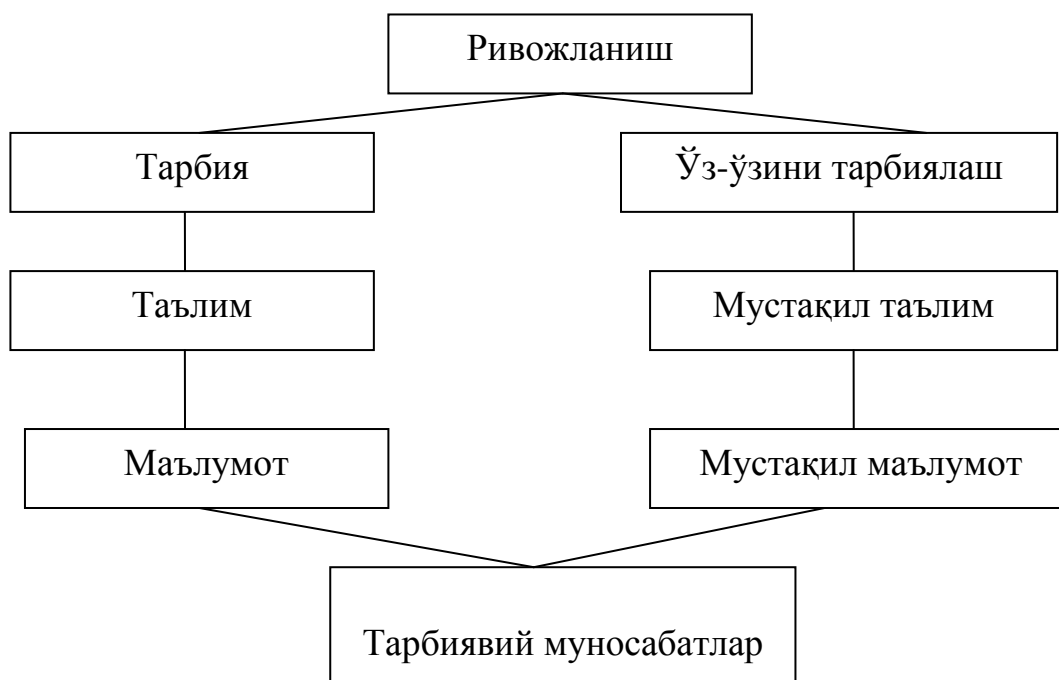 Ривожланиш
Тарбия
Ўз-ўзини тарбиялаш
Таълим
Мустақил таълим
Маълумот
Мустақил маълумот
Тарбиявий муносабатлар